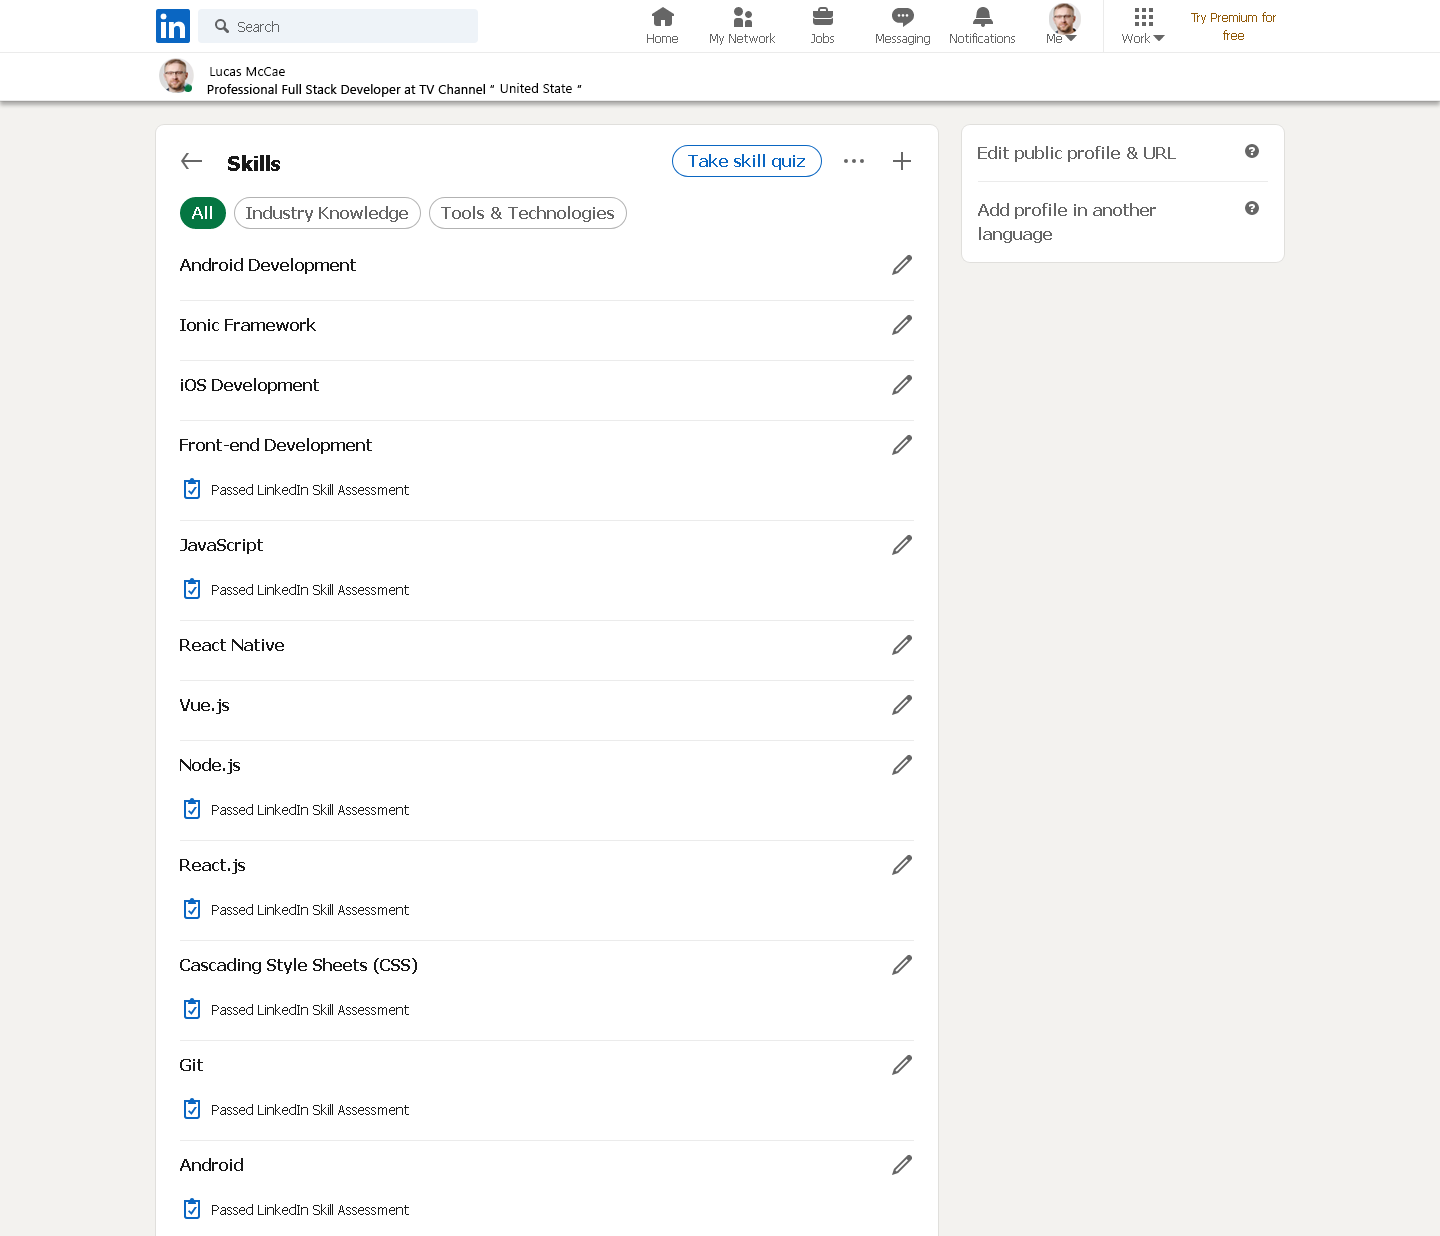 in
Search
Home
My Network
Jobs
Messaging
Notifications
Me
Work
Try Premium for
free
Lucas McCae
Professional Full Stack Developer at TV Channel “ United State “
Skills
Take skill quiz
All
Industry Knowledge
Tools & Technologies
Android Development
Ionic Framework
iOS Development
Front-end Development
Passed LinkedIn Skill Assessment
JavaScript
Passed LinkedIn Skill Assessment
React Native
Vue.js
Node.js
Passed LinkedIn Skill Assessment
React.js
Passed LinkedIn Skill Assessment
Cascading Style Sheets (CSS)
Passed LinkedIn Skill Assessment
Git
Passed LinkedIn Skill Assessment
Android
Passed LinkedIn Skill Assessment
Edit public profile & URL
?
Add profile in another
language
?